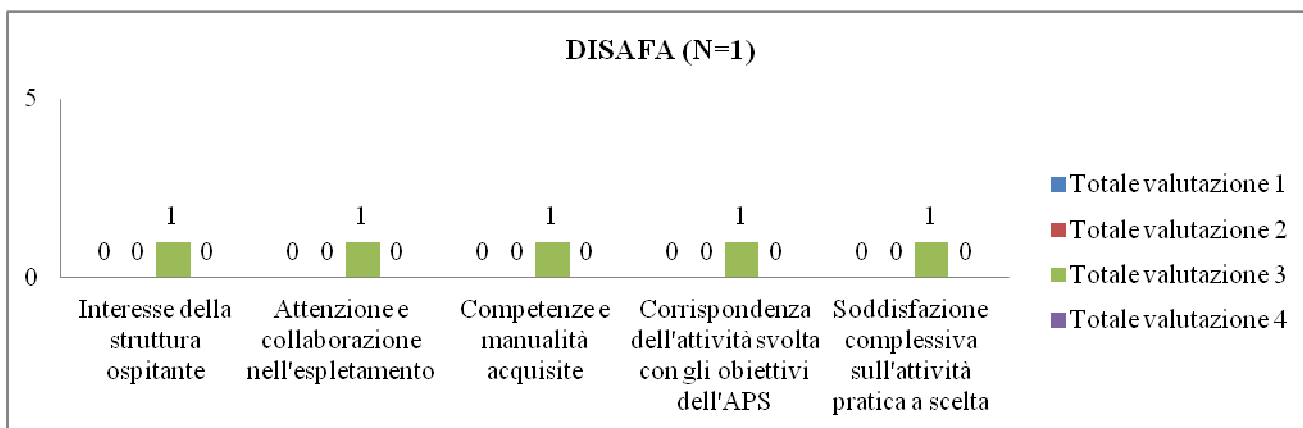 DISAFA (N=1)
5
0
0 0 1 0
0 0 1 0
0 0 1 0
0 0 1 0
0 0 1 0
Interesse della
struttura
ospitante
Attenzione e
collaborazione
nell'espletamento
Competenze e
manualità
acquisite
Corrispondenza
dell'attività svolta
con gli obiettivi
dell'APS
Soddisfazione
complessiva
sull'attività
pratica a scelta
Totale valutazione 1
Totale valutazione 2
Totale valutazione 3
Totale valutazione 4